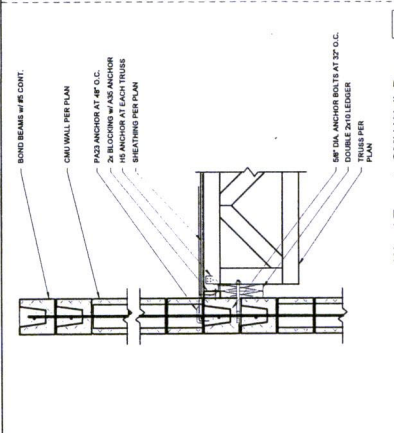 BOND BEAMS w/ #5 CONT.
CMU WALL PER PLAN
PA23 ANCHOR AT 48" O.C.
2x BLOCKING w/ A35 ANCHOR
H5 ANCHOR AT EACH TRUSS
SHEATHING PER PLAN
5/8" DIA. ANCHOR BOLTS AT 32" O.C.
DOUBLE 2x10 LEDGER
TRUSS PER
PLAN